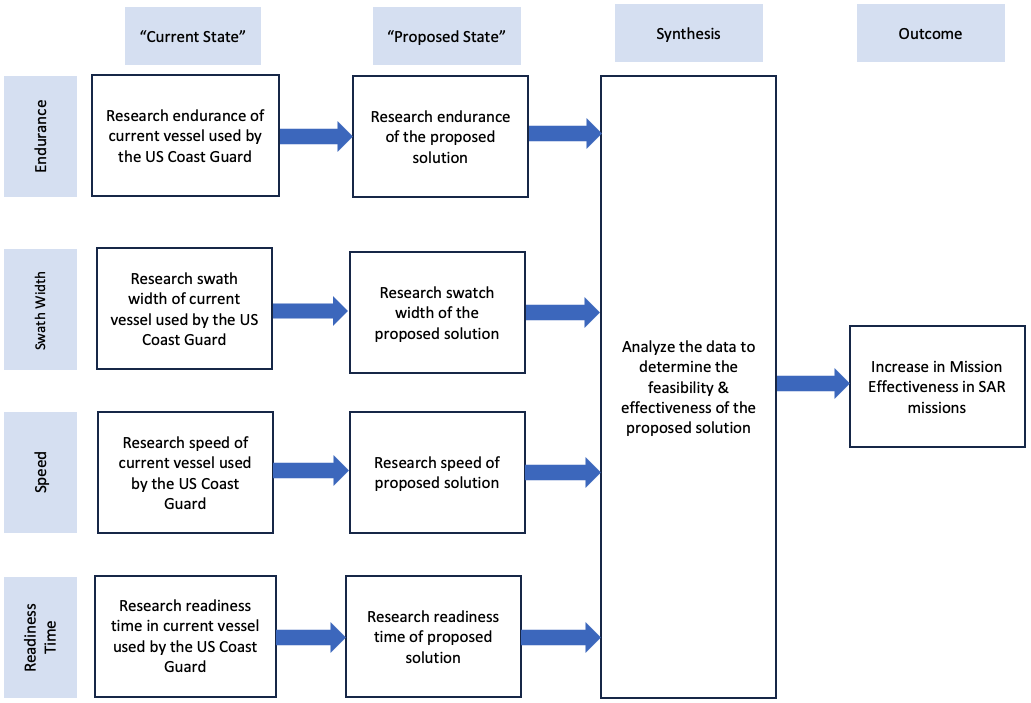 “Current State”
“Proposed State”
Synthesis
Outcome
Endurance
Research endurance of
current vessel used by
the US Coast Guard
Research endurance
of the proposed
solution
Swath Width
Research swath
width of current
vessel used by the US
Coast Guard
Research swatch
width of the
proposed solution
Speed
Research speed of
current vessel used
by the US Coast
Guard
Research speed of
proposed solution
Readiness
Time
Research readiness
time in current vessel
used by the US Coast
Guard
Research readiness
time of proposed
solution
Analyze the data to
determine the
feasibility &
effectiveness of the
proposed solution
Increase in Mission
Effectiveness in SAR
missions